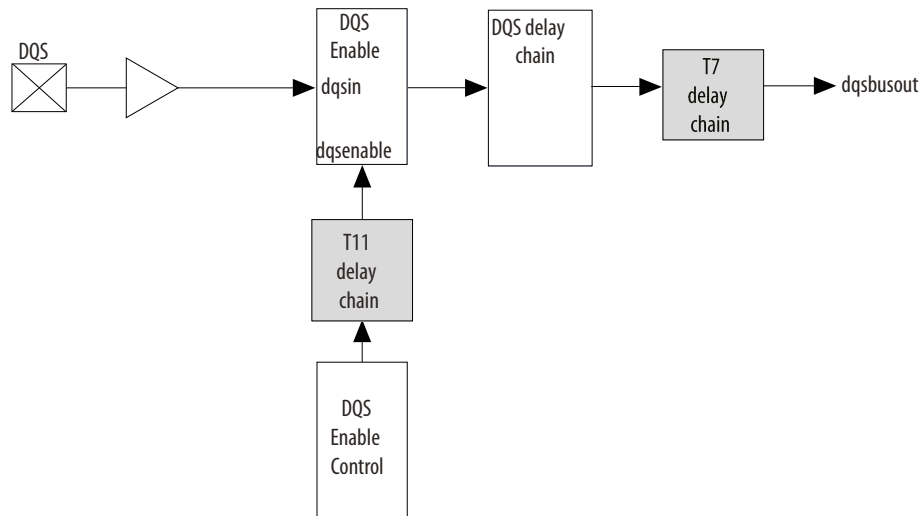 DQS
DQS
Enable
dqsin
dqsenable
DQS delay
chain
T7
delay
chain
dqsbusout
T11
delay
chain
DQS
Enable
Control